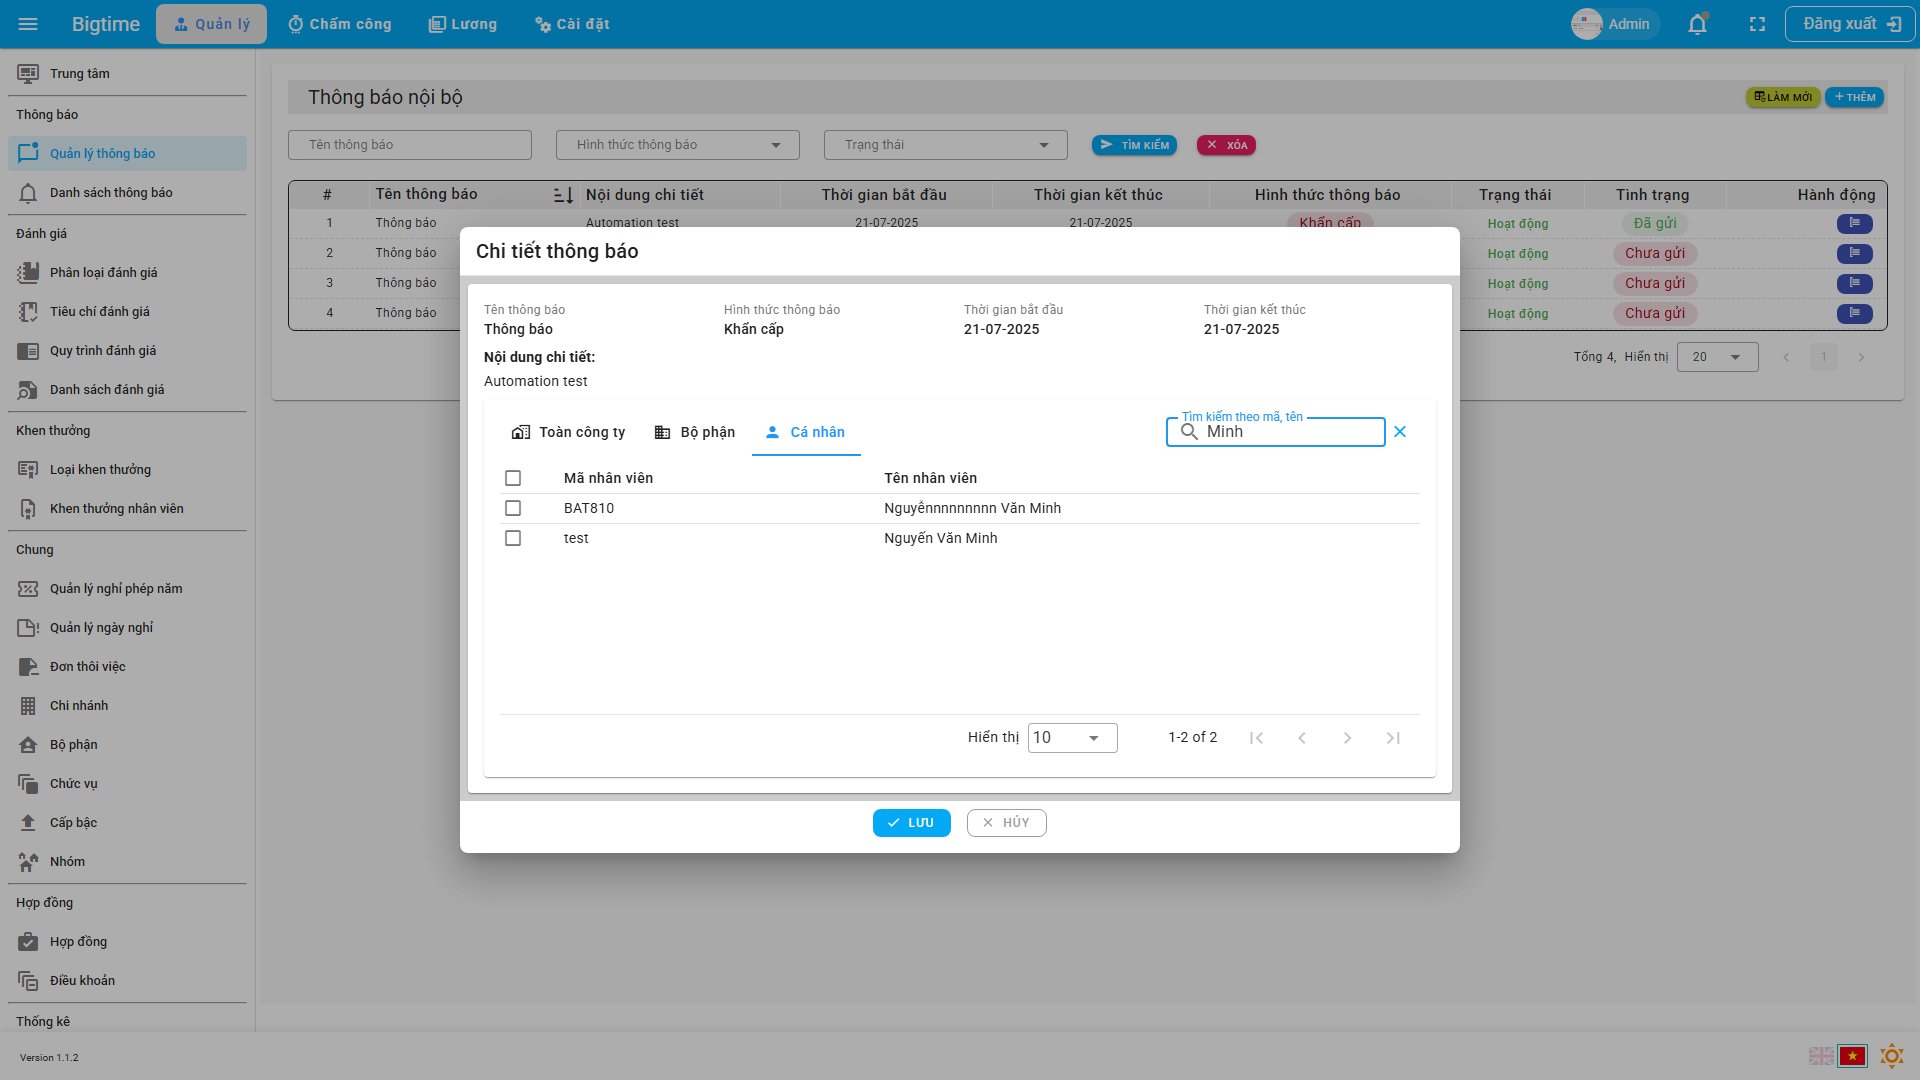 Bigtime
Quản lý
Chấm công
Lương
Cài đặt
Admin
Đăng xuất
Trung tâm
Thông báo
Quản lý thông báo
Danh sách thông báo
Đánh giá
Phân loại đánh giá
Tiêu chí đánh giá
Quy trình đánh giá
Danh sách đánh giá
Khen thưởng
Loại khen thưởng
Khen thưởng nhân viên
Chung
Quản lý nghỉ phép năm
Quản lý ngày nghỉ
Đơn thôi việc
Chi nhánh
Bộ phận
Chức vụ
Cấp bậc
Nhóm
Hợp đồng
Hợp đồng
Điều khoản
Thống kê
Version 1.1.2
Thông báo nội bộ
LÀM MỚI
THÊM
Tên thông báo
Hình thức thông báo
Trạng thái
TÌM KIẾM
XÓA
# Tên thông báo Nội dung chi tiết Thời gian bắt đầu Thời gian kết thúc Hình thức thông báo Trạng thái Tình trạng Hành động
1 Thông báo Automation test 21-07-2025 21-07-2025 Khẩn cấp Hoạt động Đã gửi
2 Thông báo Hoạt động Chưa gửi
3 Thông báo Hoạt động Chưa gửi
4 Thông báo Hoạt động Chưa gửi
Tổng 4, Hiển thị 20 1
Chi tiết thông báo
Tên thông báo Hình thức thông báo Thời gian bắt đầu Thời gian kết thúc
Thông báo Khẩn cấp 21-07-2025 21-07-2025
Nội dung chi tiết:
Automation test
Toàn công ty
Bộ phận
Cá nhân
Tìm kiếm theo mã, tên
Minh
Mã nhân viên Tên nhân viên
BAT810 Nguyễnnnnnnnnn Văn Minh
test Nguyến Văn Minh
Hiển thị 10 1-2 of 2
LƯU
HỦY